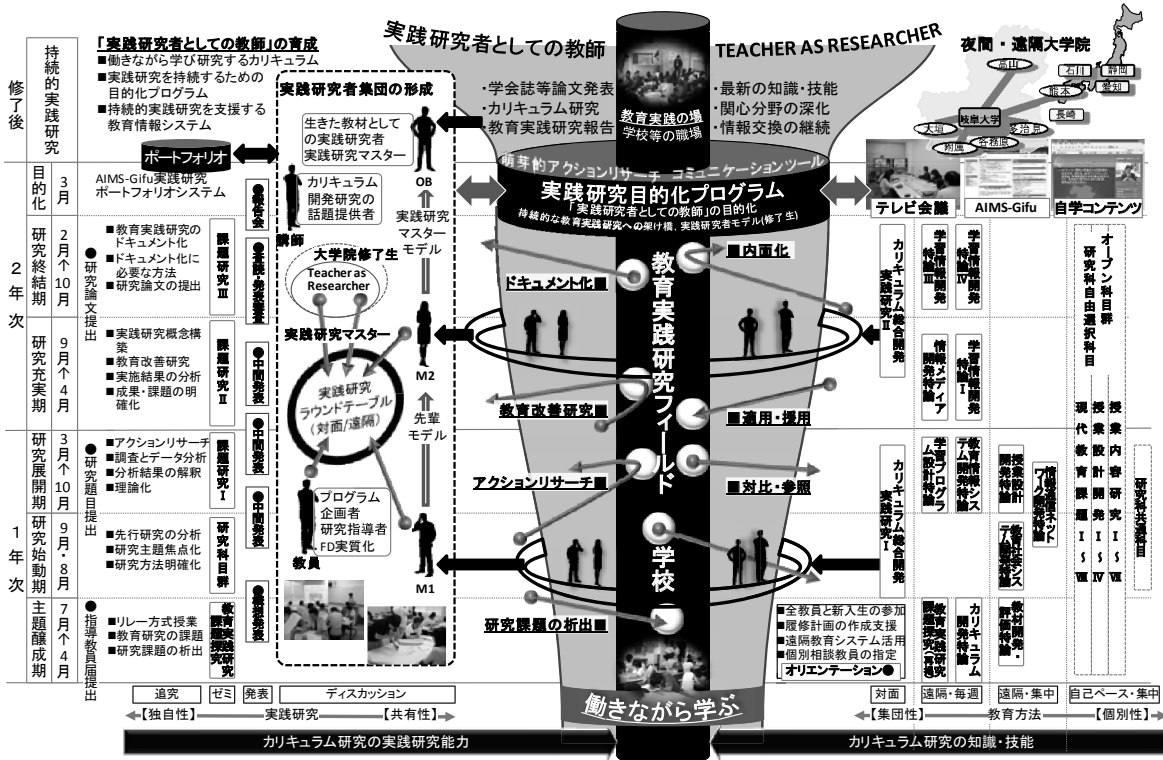 実践研究者としての教師
TEACHER AS RESEARCHER
「実践研究者としての教師」の育成
■働きながら学び研究するカリキュラム
■実践研究を持続するための
目的化プログラム
■持続的実践研究を支援する
教育情報システム
修了後
持続的実践研究
ポートフォリオ
AIMS-Gifu実践研究
ポートフォリオシステム
実践研究者集団の形成
生きた教材として
の実践研究者
実践研究マスター
OB
カリキュラム
開発研究の
話題提供者
講師
実践研究
マスター
モデル
大学院修了生
Teacher as
Researcher
実践研究マスター
M2
実践研究
ラウンドテーブル
(対面/遠隔)
先輩
モデル
プログラム
企画者
研究指導者
FD実質化
教員
M1
・学会誌等論文発表
・カリキュラム研究
・教育実践研究報告
教育実践の場
学校等の職場
・最新の知識・技能
・関心分野の深化
・情報交換の継続
萌芽的アクションリサーチ コミュニケーションツール
実践研究目的化プログラム
「実践研究者としての教師」の目的化
持続的な教育実践研究への架け橋,実践研究者モデル(修了生)
夜間・遠隔大学院
高山
石川
静岡
熊本
愛知
岐阜大学
長崎
大垣
多治見
附属
各務原
テレビ会議
AIMS-Gifu
自学コンテンツ
目的化
3月
2年次
研究終結期
2月
10月
●研究論文提出
■教育実践研究の
ドキュメント化
■ドキュメント化に
必要な方法
■研究論文の提出
課題研究Ⅲ
●報告会
●査読・発表審査
研究充実期
9月
4月
■実践研究概念構
築
■教育改善研究
■実施結果の分析
■成果・課題の明
確化
課題研究Ⅱ
●中間発表
1年次
研究展開期
3月
10月
●研究題目提出
■アクションリサーチ
■調査とデータ分析
■分析結果の解釈
■理論化
課題研究Ⅰ
●中間発表
●中間発表
研究始動期
9月・8月
■先行研究の分析
■研究主題焦点化
■研究方法明確化
研究科目群
主題醸成期
7月
4月
●指導教員届提出
■リレー方式授業
■教育研究の課題
■研究課題の析出
教育実践研究
課題探究
●構想発表
教育実践研究フィールド
学校
ドキュメント化■
■内面化
教育改善研究■
■適用・援用
アクションリサーチ■
■対比・参照
研究課題の析出■
働きながら学ぶ
カリキュラム総合開発
実践研究Ⅱ
学習情報開発
特論Ⅲ
学習情報開発
特論Ⅳ
情報メディア
開発特論
学習情報開発
特論Ⅰ
カリキュラム総合開発
実践研究Ⅰ
学習プログラ
ム設計特論
教育情報シス
テム開発特論
授業設計
開発特論
情報通信ネット
ワーク開発特論
教育社会シス
テム開発特論
■全教員と新入生の参加
■履修計画の作成支援
■遠隔教育システム活用
■個別相談教員の指定
オリエンテーション●
教育実践研究
課題探究(再掲)
カリキュラム
開発特論
教材開発・
評価特論
オープン科目群
研究科自由選択科目
現代教育課題Ⅰ～Ⅷ
授業設計開発Ⅰ～Ⅳ
授業内容研究Ⅰ～Ⅷ
研究科共通科目
追究
ゼミ
発表
ディスカッション
対面
遠隔・毎週
遠隔・集中
自己ペース・集中
【独自性】
実践研究
【共有性】
【集団性】
教育方法
【個別性】
カリキュラム研究の実践研究能力
カリキュラム研究の知識・技能